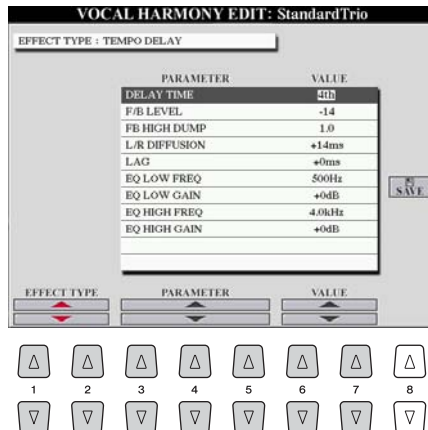 VOCAL HARMONY EDIT: StandardTrio
EFFECT TYPE : TEMPO DELAY
PARAMETER VALUE
DELAY TIME 4th
F/B LEVEL -14
FB HIGH DUMP 1.0
L/R DIFFUSION +14ms
LAG +0ms
EQ LOW FREQ 500Hz
EQ LOW GAIN +0dB
EQ HIGH FREQ 4.0kHz
EQ HIGH GAIN +0dB
SAVE
EFFECT TYPE PARAMETER VALUE
1 2 3 4 5 6 7 8